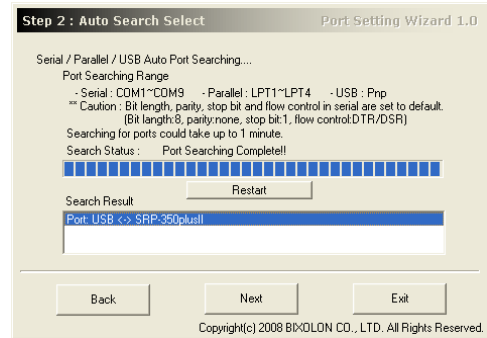 Step 2 : Auto Search Select Port Setting Wizard 1.0
Serial / Parallel / USB Auto Port Searching....
Port Searching Range
- Serial : COM1~COM9 - Parallel : LPT1~LPT4 - USB : Pnp
** Caution : Bit length, parity, stop bit and flow control in serial are set to default.
(Bit length:8, parity:none, stop bit:1, flow control:DTR/DSR)
Searching for ports could take up to 1 minute.
Search Status : Port Searching Complete!!
Restart
Search Result
Port: USB <-> SRP-350plusII
Back Next Exit
Copyright(c) 2008 BIXOLON CO., LTD. All Rights Reserved.